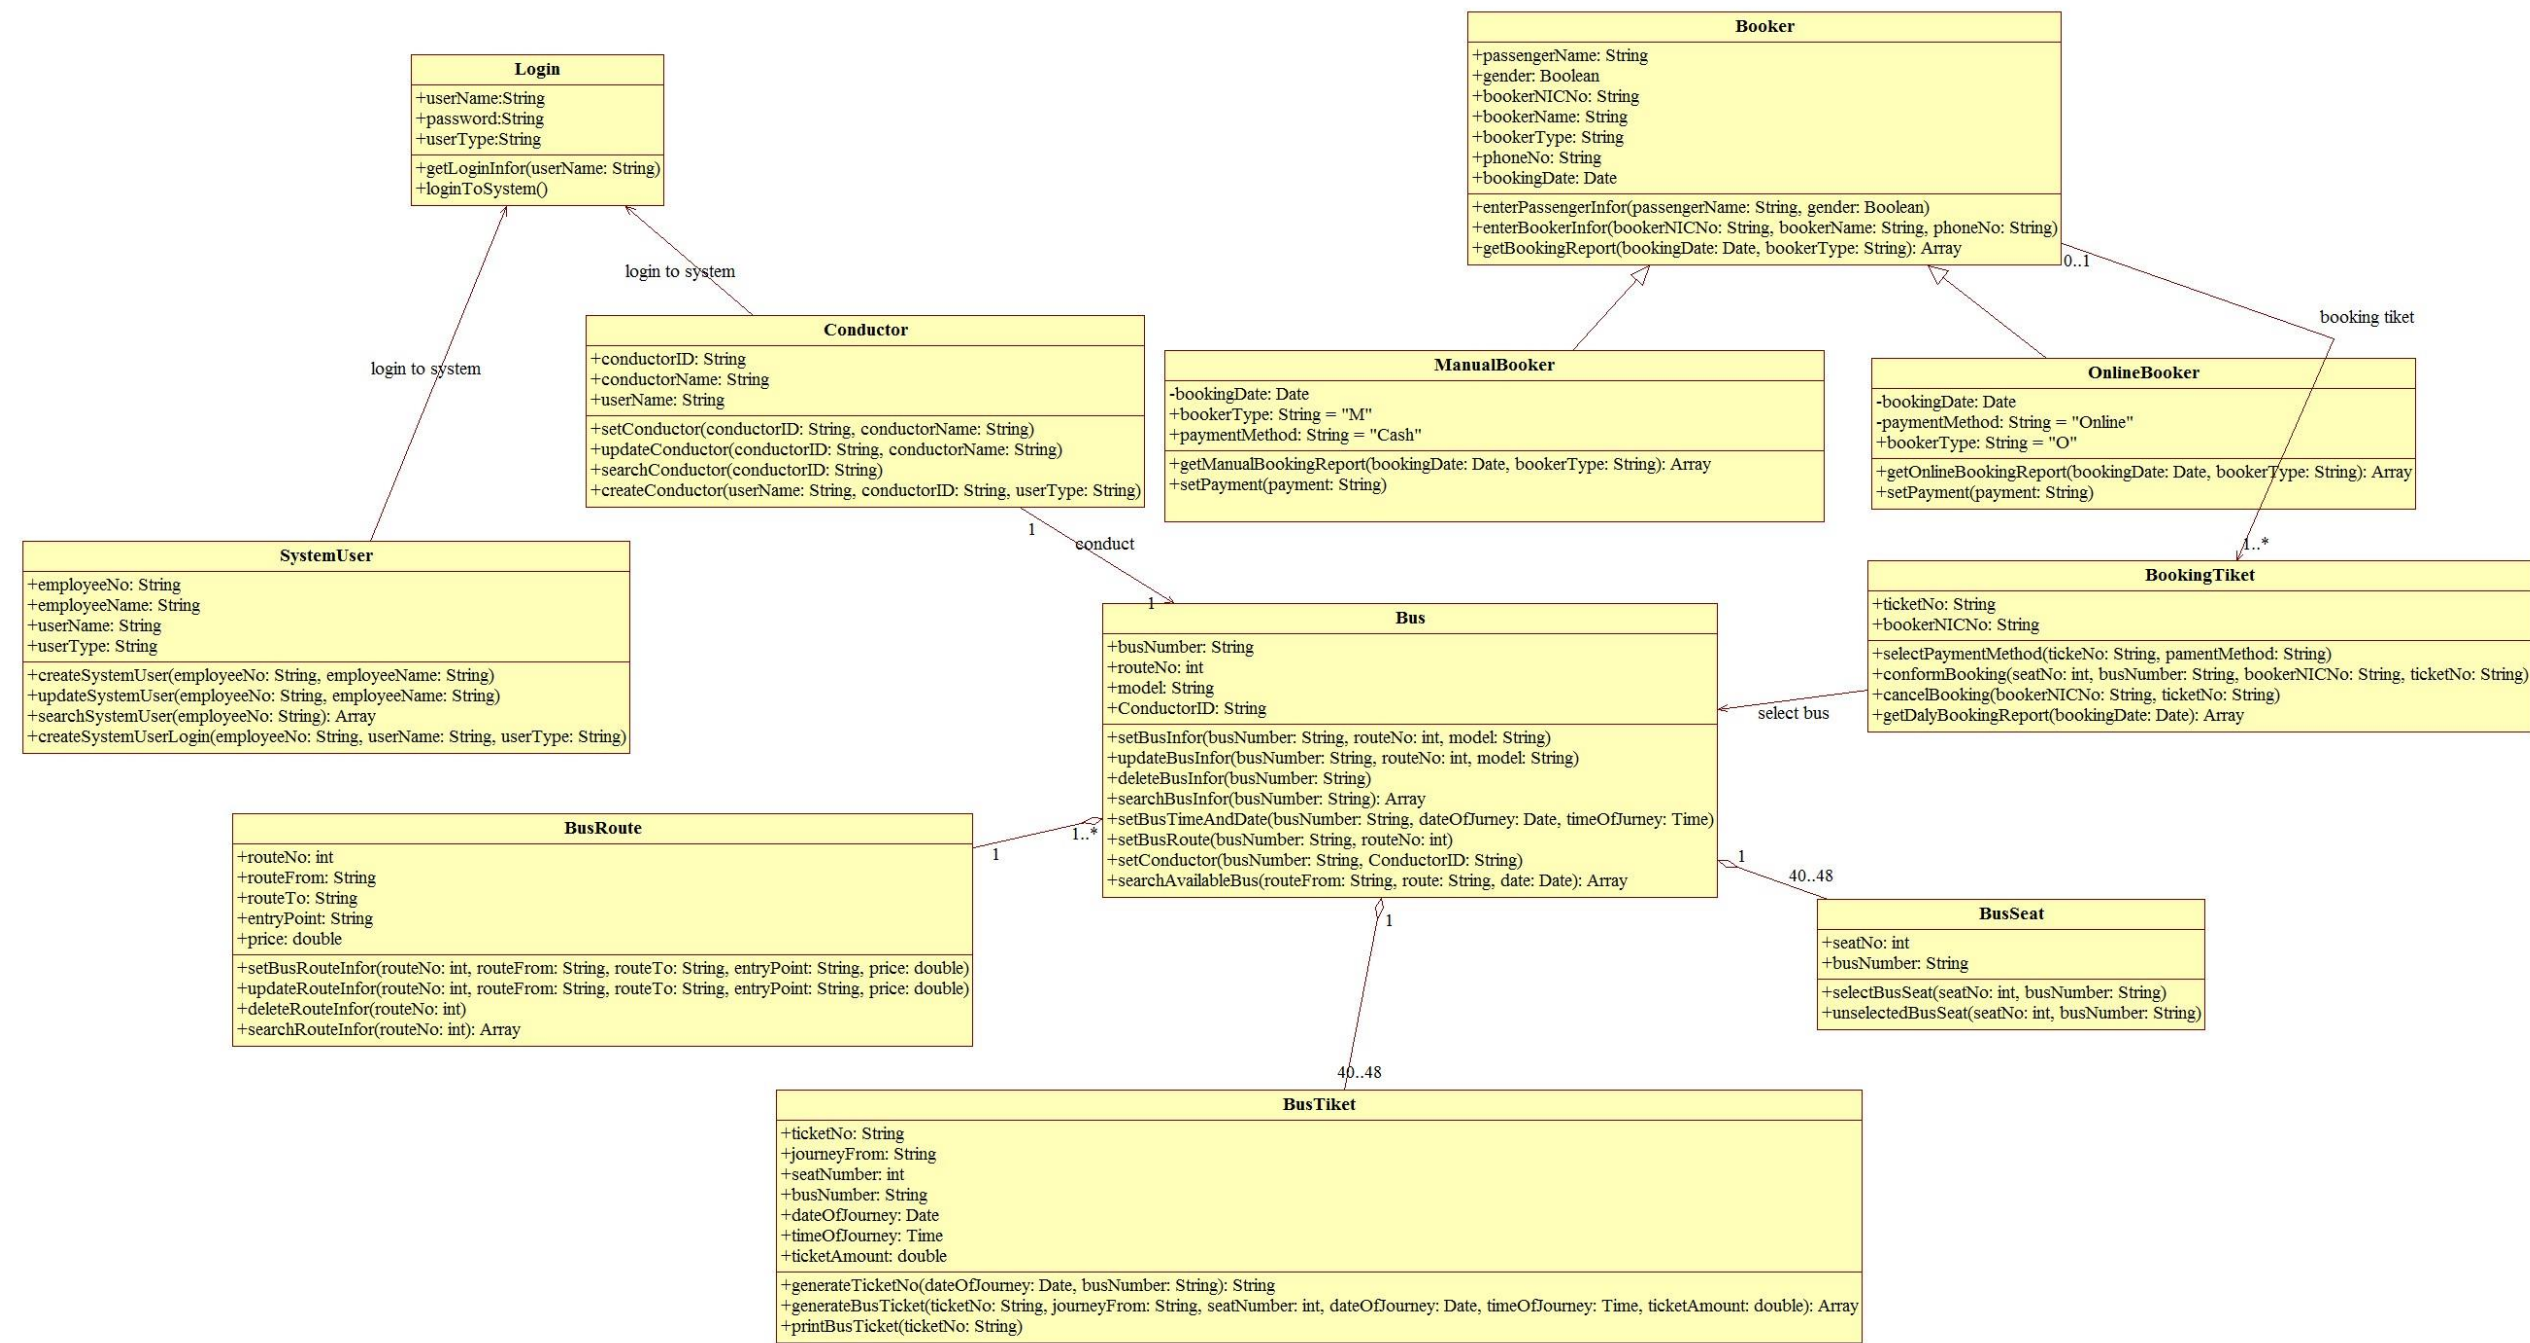 Login
+userName:String
+password:String
+userType:String
+getLoginInfor(userName: String)
+loginToSystem()
Booker
+passengerName: String
+gender: Boolean
+bookerNICNo: String
+bookerName: String
+bookerType: String
+phoneNo: String
+bookingDate: Date
+enterPassengerInfor(passengerName: String, gender: Boolean)
+enterBookerInfor(bookerNICNo: String, bookerName: String, phoneNo: String)
+getBookingReport(bookingDate: Date, bookerType: String): Array
0..1
login to system
booking tiket
login to system
Conductor
+conductorID: String
+conductorName: String
+userName: String
+setConductor(conductorID: String, conductorName: String)
+updateConductor(conductorID: String, conductorName: String)
+searchConductor(conductorID: String)
+createConductor(userName: String, conductorID: String, userType: String)
ManualBooker
-bookingDate: Date
+bookerType: String = "M"
+paymentMethod: String = "Cash"
+getManualBookingReport(bookingDate: Date, bookerType: String): Array
+setPayment(payment: String)
OnlineBooker
-bookingDate: Date
-paymentMethod: String = "Online"
+bookerType: String = "O"
+getOnlineBookingReport(bookingDate: Date, bookerType: String): Array
+setPayment(payment: String)
1
conduct
1
1..*
SystemUser
+employeeNo: String
+employeeName: String
+userName: String
+userType: String
+createSystemUser(employeeNo: String, employeeName: String)
+updateSystemUser(employeeNo: String, employeeName: String)
+searchSystemUser(employeeNo: String): Array
+createSystemUserLogin(employeeNo: String, userName: String, userType: String)
Bus
+busNumber: String
+routeNo: int
+model: String
+ConductorID: String
+setBusInfor(busNumber: String, routeNo: int, model: String)
+updateBusInfor(busNumber: String, routeNo: int, model: String)
+deleteBusInfor(busNumber: String)
+searchBusInfor(busNumber: String): Array
+setBusTimeAndDate(busNumber: String, dateOfJurney: Date, timeOfJurney: Time)
+setBusRoute(busNumber: String, routeNo: int)
+setConductor(busNumber: String, ConductorID: String)
+searchAvailableBus(routeFrom: String, route: String, date: Date): Array
BookingTiket
+ticketNo: String
+bookerNICNo: String
+selectPaymentMethod(tickeNo: String, pamentMethod: String)
+conformBooking(seatNo: int, busNumber: String, bookerNICNo: String, ticketNo: String)
+cancelBooking(bookerNICNo: String, ticketNo: String)
+getDalyBookingReport(bookingDate: Date): Array
select bus
BusRoute
+routeNo: int
+routeFrom: String
+routeTo: String
+entryPoint: String
+price: double
+setBusRouteInfor(routeNo: int, routeFrom: String, routeTo: String, entryPoint: String, price: double)
+updateRouteInfor(routeNo: int, routeFrom: String, routeTo: String, entryPoint: String, price: double)
+deleteRouteInfor(routeNo: int)
+searchRouteInfor(routeNo: int): Array
1
1..*
1
40..48
BusSeat
+seatNo: int
+busNumber: String
+selectBusSeat(seatNo: int, busNumber: String)
+unselectedBusSeat(seatNo: int, busNumber: String)
1
40..48
BusTiket
+ticketNo: String
+journeyFrom: String
+seatNumber: int
+busNumber: String
+dateOfJourney: Date
+timeOfJourney: Time
+ticketAmount: double
+generateTicketNo(dateOfJourney: Date, busNumber: String): String
+generateBusTicket(ticketNo: String, journeyFrom: String, seatNumber: int, dateOfJourney: Date, timeOfJourney: Time, ticketAmount: double): Array
+printBusTicket(ticketNo: String)